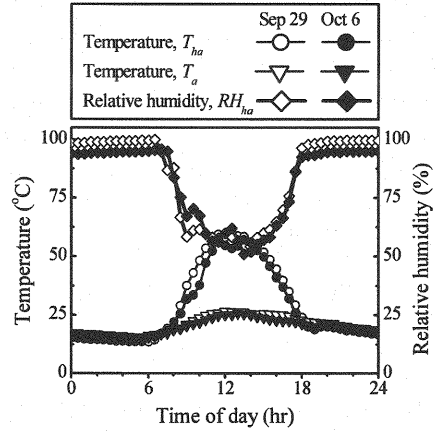 Sep 29 Oct 6
Temperature, Tha
Temperature, Ta
Relative humidity, RHha
100
75
50
25
0
Temperature (°C)
100
75
50
25
0
Relative humidity (%)
0 6 12 18 24
Time of day (hr)